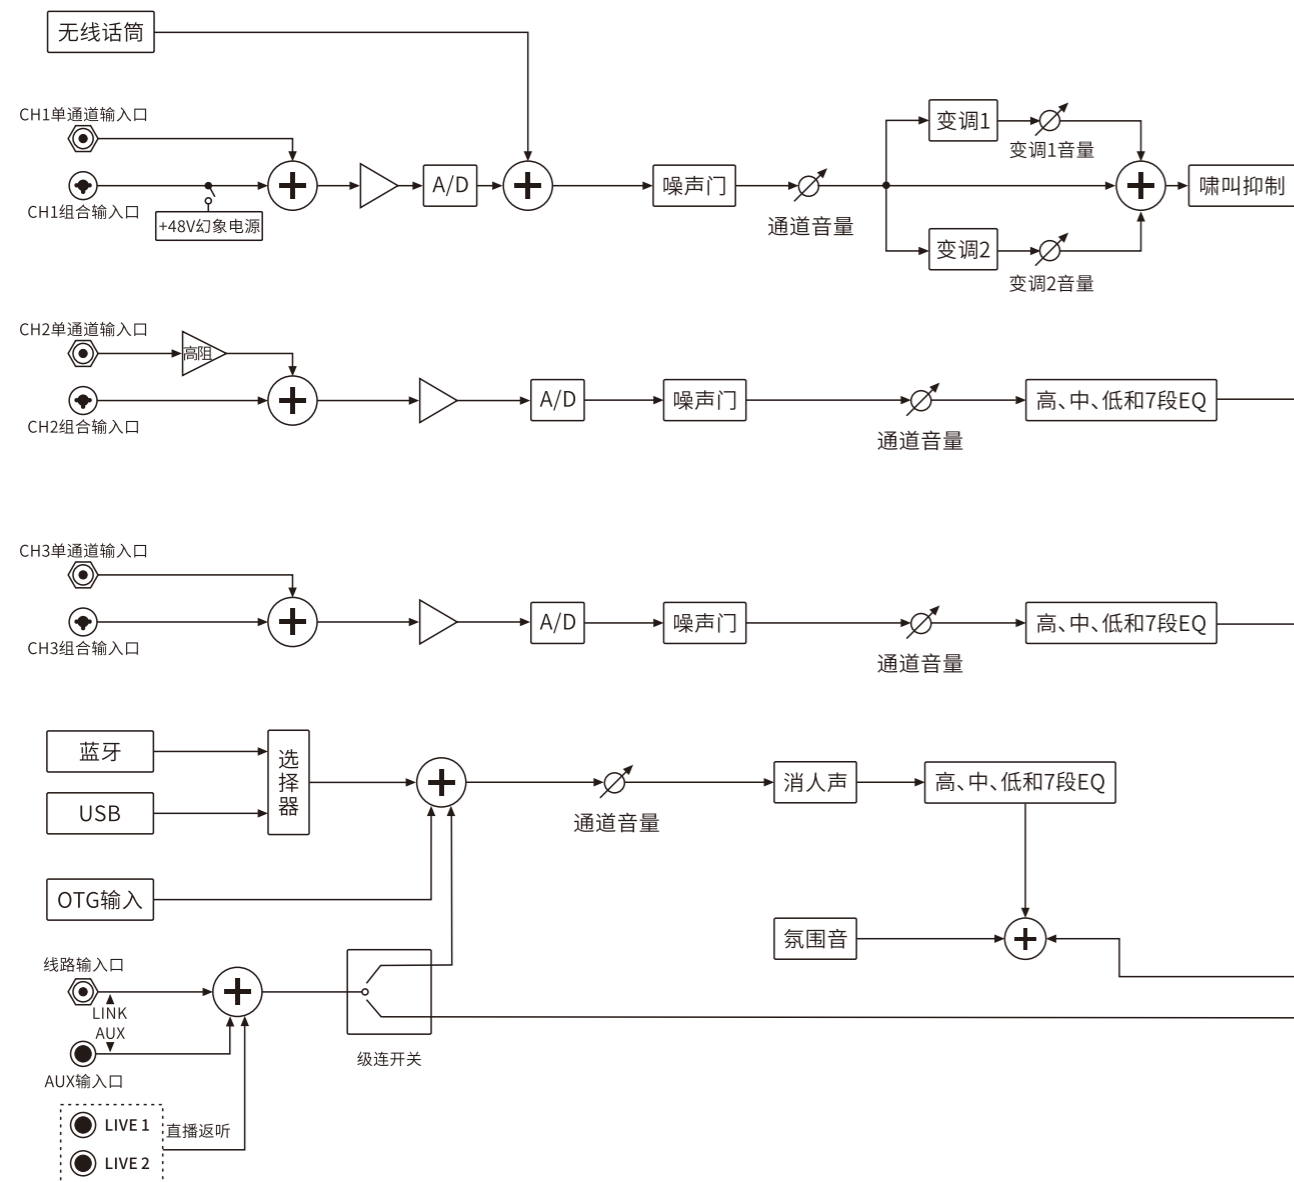 无线话筒
CH1单通道输入口
CH1组合输入口
+48V幻象电源
A/D
噪声门
通道音量
变调1
变调1音量
变调2
变调2音量
啸叫抑制
CH2单通道输入口
高阻
CH2组合输入口
A/D
噪声门
通道音量
高、中、低和7段EQ
CH3单通道输入口
CH3组合输入口
A/D
噪声门
通道音量
高、中、低和7段EQ
蓝牙
USB
选
择
器
通道音量
消人声
高、中、低和7段EQ
OTG输入
氛围音
线路输入口
LINK
AUX
AUX输入口
级连开关
LIVE 1
直播返听
LIVE 2